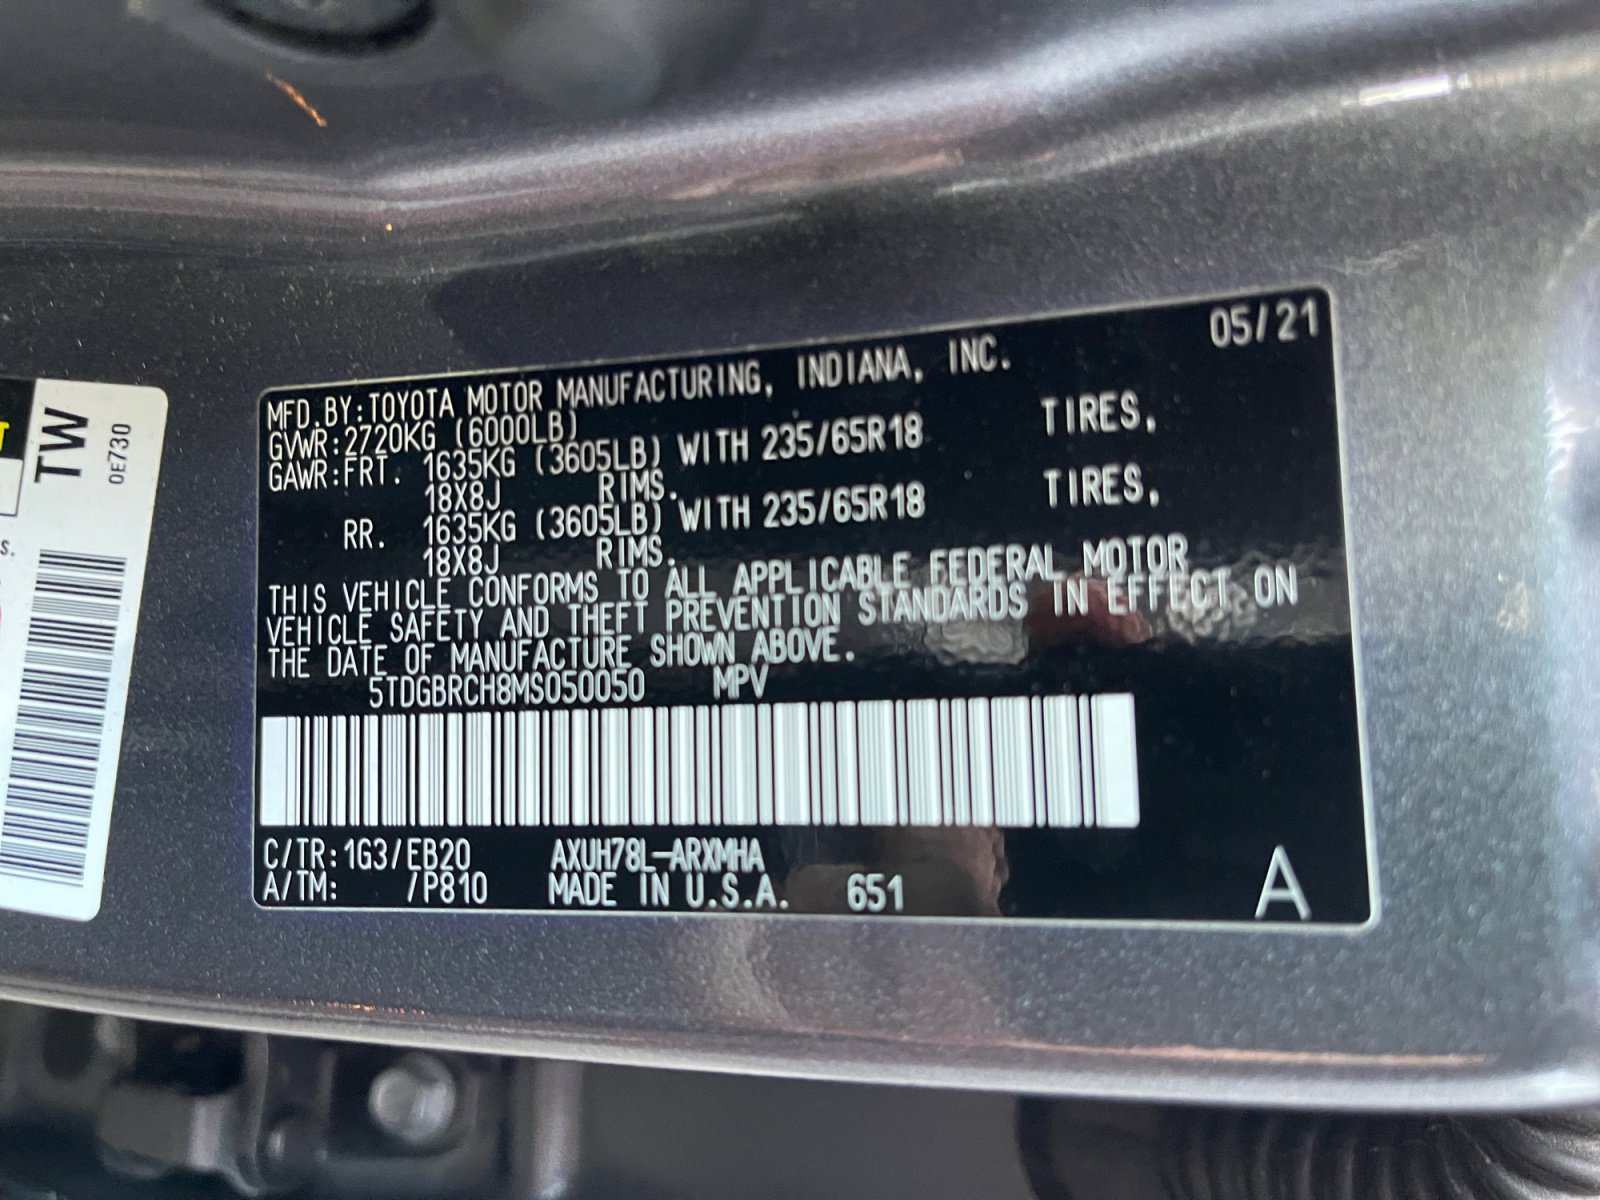 T
S.
TW
0E730
05/21
MFD.BY:TOYOTA MOTOR MANUFACTURING, INDIANA, INC.
GVWR:2720KG (6000LB)
GAWR:FRT. 1635KG (3605LB) WITH 235/65R18 TIRES,
18X8J RIMS.
RR. 1635KG (3605LB) WITH 235/65R18 TIRES,
18X8J RIMS.
THIS VEHICLE CONFORMS TO ALL APPLICABLE FEDERAL MOTOR
VEHICLE SAFETY AND THEFT PREVENTION STANDARDS IN EFFECT ON
THE DATE OF MANUFACTURE SHOWN ABOVE.
5TDGBRCH8MS050050 MPV
C/TR:1G3/EB20 AXUH78L-ARXMHA
A/TM: /P810 MADE IN U.S.A. 651
A